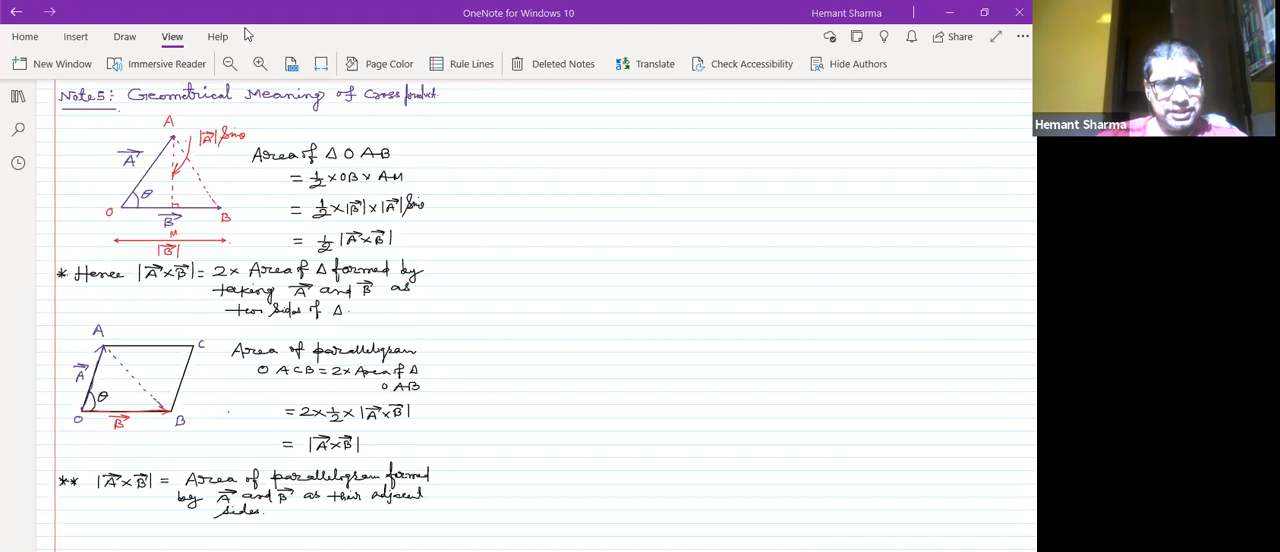 OneNote for Windows 10
Hemant Sharma
Home Insert Draw View Help
Share
New Window Immersive Reader Page Color Rule Lines Deleted Notes Translate Check Accessibility Hide Authors
Hemant Sharma
Note 5: Geometrical Meaning of Cross product.
A
|A⃗| Sinθ
A⃗
θ
O
B⃗
B
M
|B⃗|
Area of Δ OAB
= 1/2 × OB × AM
= 1/2 × |B⃗| × |A⃗| Sinθ
= 1/2 |A⃗×B⃗|
* Hence |A⃗×B⃗| = 2× Area of Δ formed by
taking A⃗ and B⃗ as
two sides of Δ.
A
C
A⃗
θ
O
B⃗
B
Area of parallelogram
OACB = 2× Area of Δ
OAB
= 2×1/2 × |A⃗×B⃗|
= |A⃗×B⃗|
** |A⃗×B⃗| = Area of parallelogram formed
by A⃗ and B⃗ as their adjacent
sides.